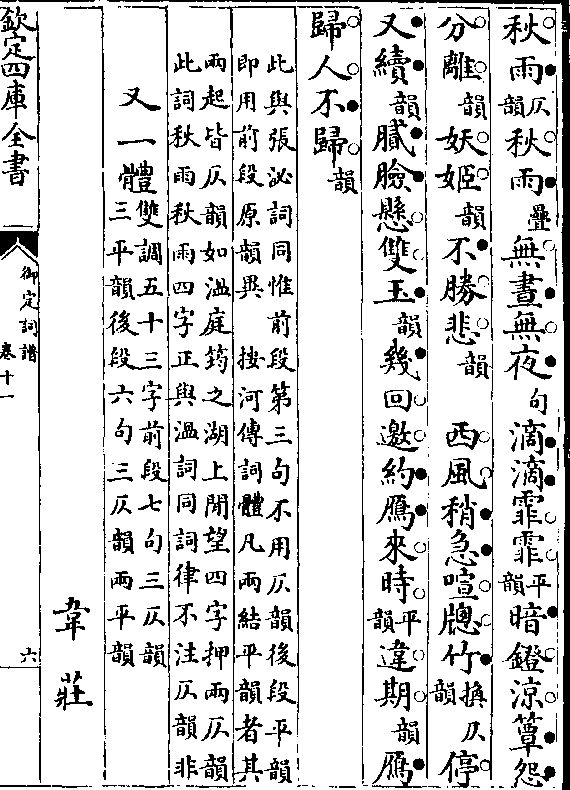 秋雨仄韻秋雨疊無晝無夜句滴滴霏霏平韻暗鐙涼簟怨
分離韻妖姬韻不勝悲韻　西風稍急喧牕竹換仄韻停
又續韻膩臉懸雙玉韻幾回邀約鴈來時平韻違期韻鴈
歸人不歸韻
此與張泌詞同惟前段第三句不用仄韻後段平韻
即用前段原韻異　按河傳詞體凡兩結平韻者其
兩起皆仄韻如溫庭筠之湖上閒望四字押兩仄韻
此詞秋雨秋雨四字正與溫詞同詞律不注仄韻非
又一體雙調五十三字前段七句三仄韻
三平韻後段六句三仄韻兩平韻
韋莊
欽定四庫全書
御定詞譜
卷十一
六